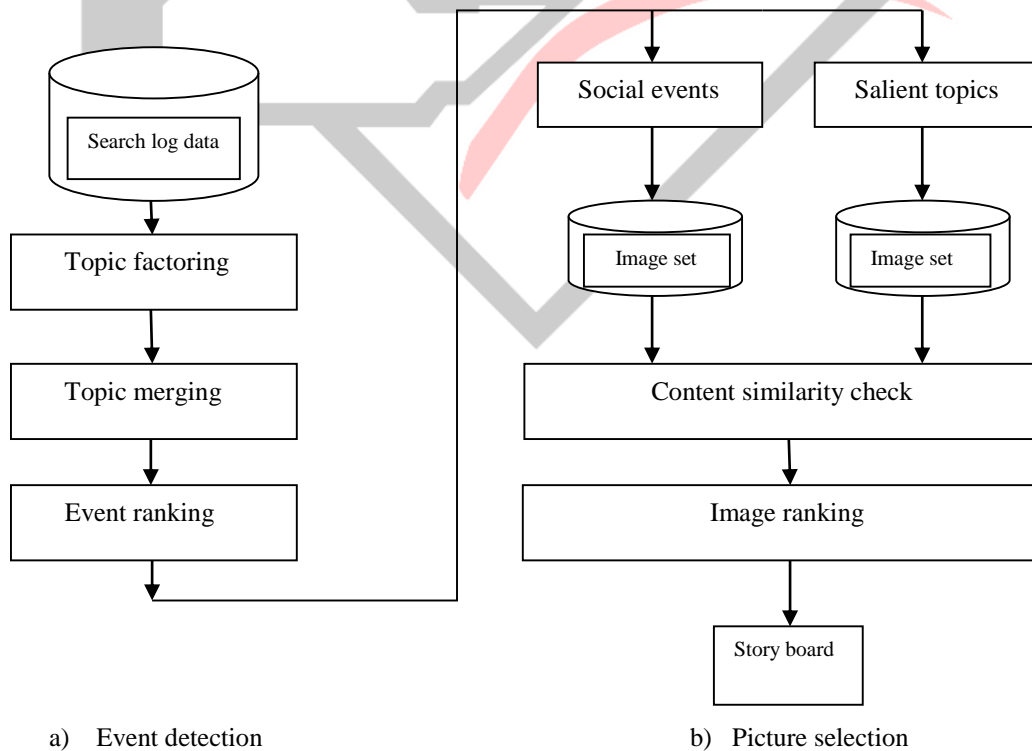 Search log data
Topic factoring
Topic merging
Event ranking
Social events
Salient topics
Image set
Image set
Content similarity check
Image ranking
Story board
a) Event detection
b) Picture selection